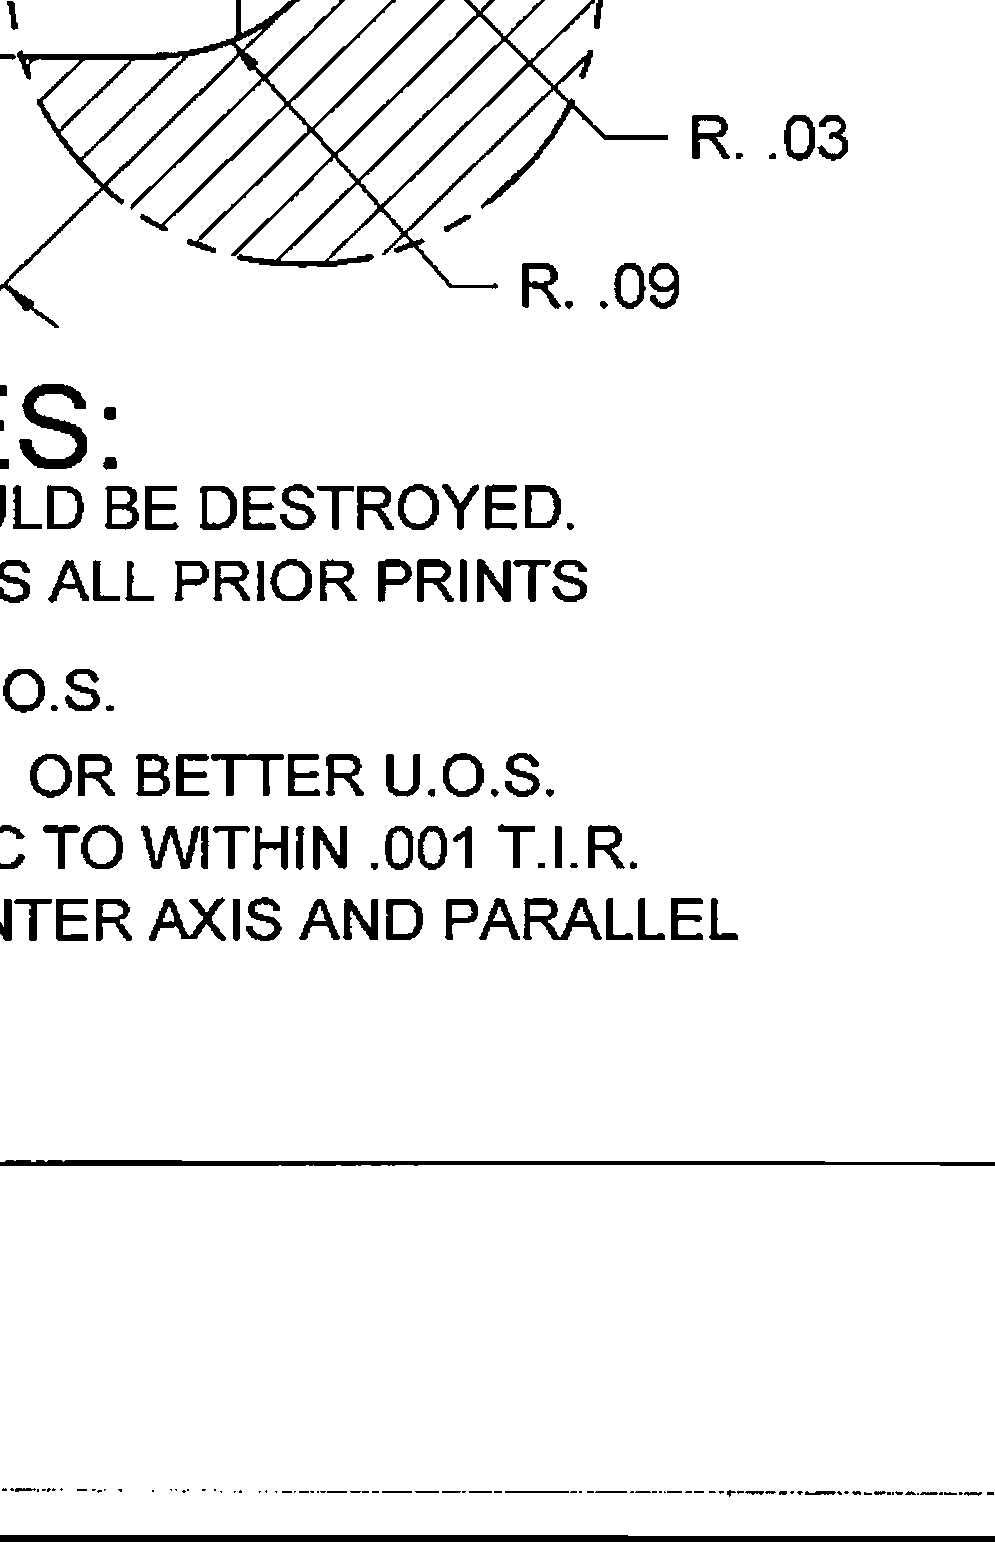 R. .03
R. .09
ES:
ULD BE DESTROYED.
S ALL PRIOR PRINTS
O.S.
OR BETTER U.O.S.
C TO WITHIN .001 T.I.R.
NTER AXIS AND PARALLEL